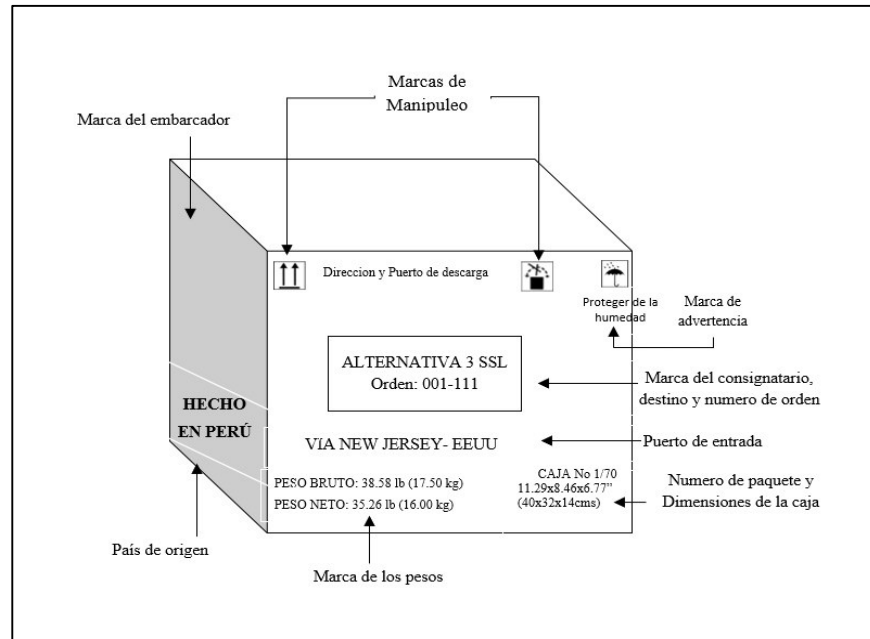 Marcas de
Manipuleo
Marca del embarcador
Direccion y Puerto de descarga
Proteger de la
humedad
Marca de
advertencia
ALTERNATIVA 3 SSL
Orden: 001-111
Marca del consignatario,
destino y numero de orden
HECHO
EN PERÚ
VíA NEW JERSEY- EEUU
Puerto de entrada
PESO BRUTO: 38.58 lb (17.50 kg)
PESO NETO: 35.26 lb (16.00 kg)
CAJA No 1/70
11.29x8.46x6.77”
(40x32x14cms)
Numero de paquete y
Dimensiones de la caja
País de origen
Marca de los pesos